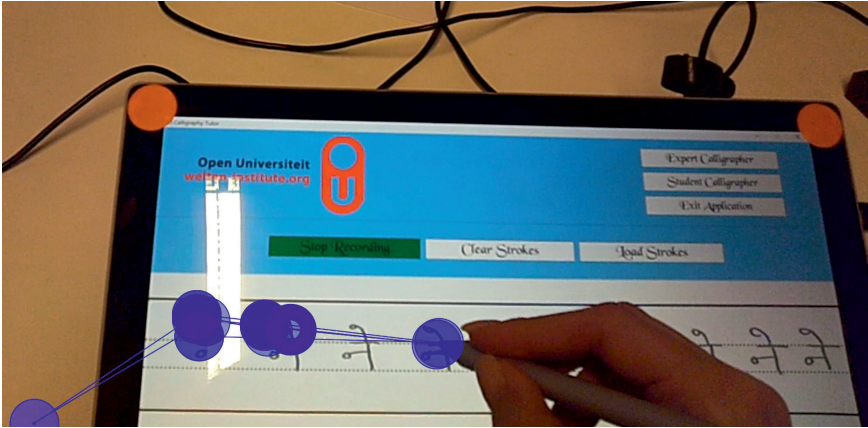 Calligraphy Tutor
Open Universiteit
welten-institute.org
Expert Calligrapher
Student Calligrapher
Exit Application
Stop Recording
Clear Strokes
Load Strokes